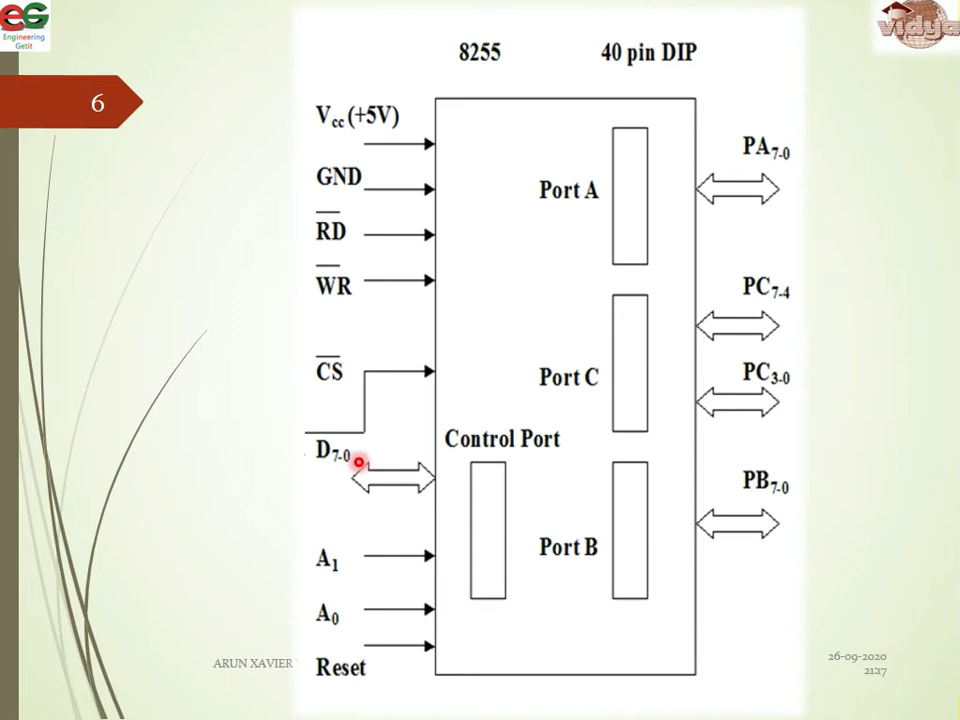 EG
Engineering
Getit
vidya
6
8255
40 pin DIP
Vcc (+5V)
GND
RD
WR
CS
D7-0
A1
A0
Reset
Port A
Port C
Control Port
Port B
PA7-0
PC7-4
PC3-0
PB7-0
ARUN XAVIER
26-09-2020
21:17